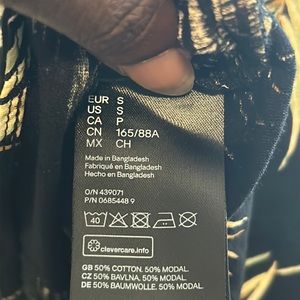 EUR S
US S
CA P
CN 165/88A
MX CH
Made in Bangladesh
Fabriqué en Bangladesh
Hecho en Bangladesh
O/N 439071
P/N 0685448 9
40
clevercare.info
GB 50% COTTON. 50% MODAL.
CZ 50% BAVLNA. 50% MODAL.
DE 50% BAUMWOLLE. 50% MODAL.